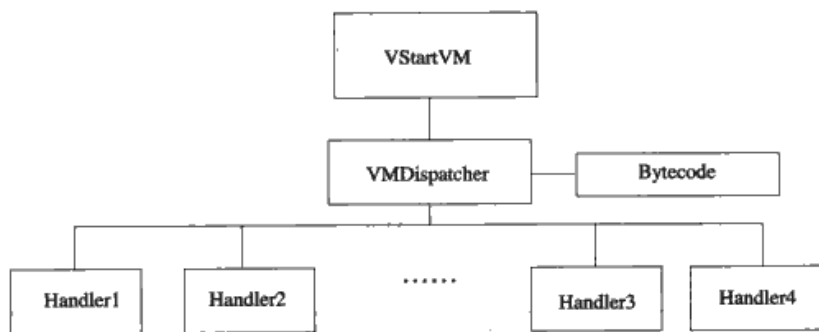 VStartVM
VMDispatcher
Bytecode
Handler1
Handler2
......
Handler3
Handler4